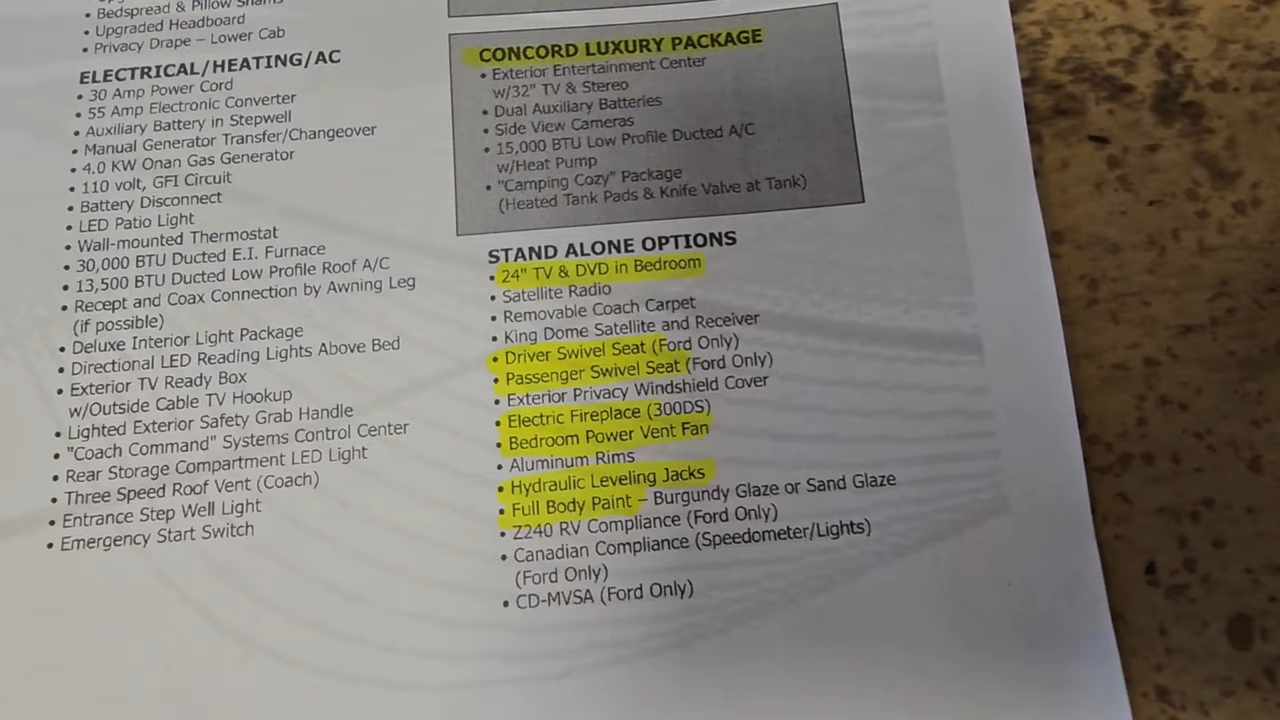 • Bedspread & Pillow Shams
• Upgraded Headboard
• Privacy Drape – Lower Cab
ELECTRICAL/HEATING/AC
• 30 Amp Power Cord
• 55 Amp Electronic Converter
• Auxiliary Battery in Stepwell
• Manual Generator Transfer/Changeover
• 4.0 KW Onan Gas Generator
• 110 volt, GFI Circuit
• Battery Disconnect
• LED Patio Light
• Wall-mounted Thermostat
• 30,000 BTU Ducted E.I. Furnace
• 13,500 BTU Ducted Low Profile Roof A/C
• Recept and Coax Connection by Awning Leg
(if possible)
• Deluxe Interior Light Package
• Directional LED Reading Lights Above Bed
• Exterior TV Ready Box
w/Outside Cable TV Hookup
• Lighted Exterior Safety Grab Handle
• "Coach Command" Systems Control Center
• Rear Storage Compartment LED Light
• Three Speed Roof Vent (Coach)
• Entrance Step Well Light
• Emergency Start Switch
CONCORD LUXURY PACKAGE
• Exterior Entertainment Center
w/32" TV & Stereo
• Dual Auxiliary Batteries
• Side View Cameras
• 15,000 BTU Low Profile Ducted A/C
w/Heat Pump
• "Camping Cozy" Package
(Heated Tank Pads & Knife Valve at Tank)
STAND ALONE OPTIONS
• 24" TV & DVD in Bedroom
• Satellite Radio
• Removable Coach Carpet
• King Dome Satellite and Receiver
• Driver Swivel Seat (Ford Only)
• Passenger Swivel Seat (Ford Only)
• Exterior Privacy Windshield Cover
• Electric Fireplace (300DS)
• Bedroom Power Vent Fan
• Aluminum Rims
• Hydraulic Leveling Jacks
• Full Body Paint – Burgundy Glaze or Sand Glaze
• Z240 RV Compliance (Ford Only)
• Canadian Compliance (Speedometer/Lights)
(Ford Only)
• CD-MVSA (Ford Only)